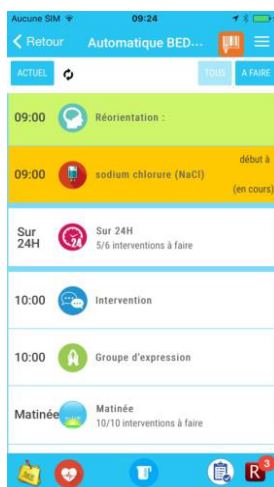 Aucune SIM 09:24
Retour Automatique BED...
ACTUEL TOUS A FAIRE
09:00 Réorientation :
début à
09:00 sodium chlorure (NaCl)
(en cours)
Sur 24H
Sur 24H
24
5/6 interventions à faire
10:00 Intervention
10:00 Groupe d'expression
Matinée Matinée
10/10 interventions à faire
R 3